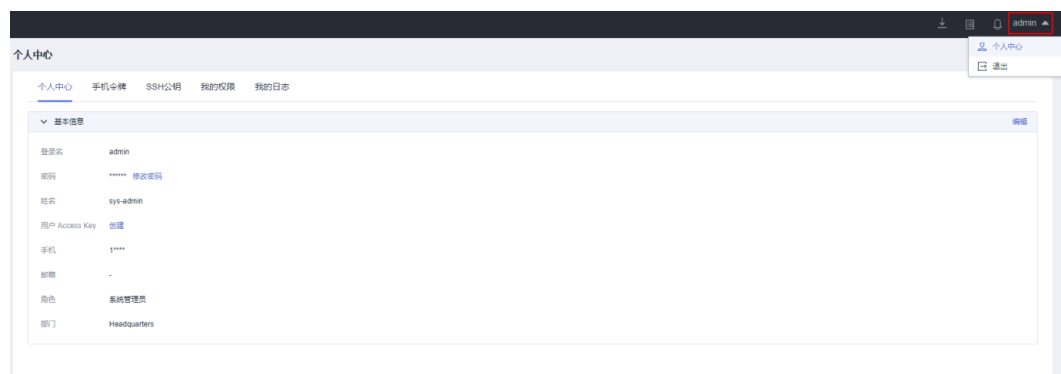 admin
个人中心
个人中心
退出
个人中心 手机令牌 SSH公钥 我的权限 我的日志
基本信息 编辑
登录名 admin
密码 ****** 修改密码
姓名 sys-admin
用户 Access Key 创建
手机 1****
邮箱 -
角色 系统管理员
部门 Headquarters